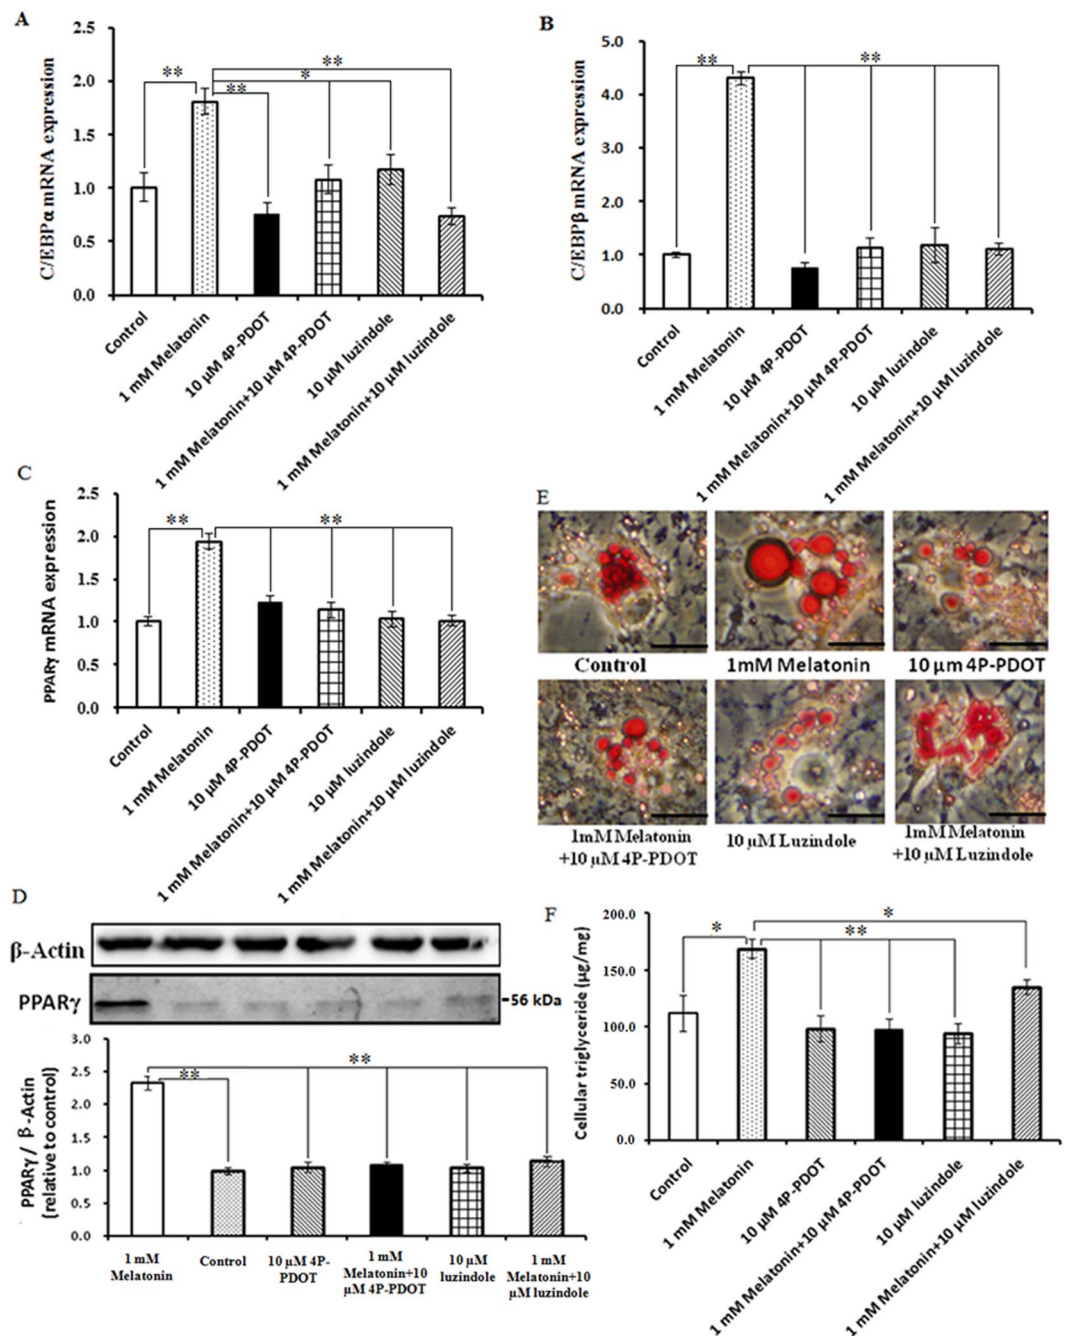 A
C/EBPα mRNA expression
2.5
2.0
1.5
1.0
0.5
0.0
**
**
*
**
Control
1 mM Melatonin
10 μM 4P-PDOT
1 mM Melatonin+10 μM 4P-PDOT
10 μM luzindole
1 mM Melatonin+10 μM luzindole
B
C/EBPβ mRNA expression
5.0
4.0
3.0
2.0
1.0
0.0
**
**
Control
1 mM Melatonin
10 μM 4P-PDOT
1 mM Melatonin+10 μM 4P-PDOT
10 μM luzindole
1 mM Melatonin+10 μM luzindole
C
PPARγ mRNA expression
2.5
2.0
1.5
1.0
0.5
0.0
**
**
Control
1 mM Melatonin
10 μM 4P-PDOT
1 mM Melatonin+10 μM 4P-PDOT
10 μM luzindole
1 mM Melatonin+10 μM luzindole
E
Control
1mM Melatonin
10 μm 4P-PDOT
1mM Melatonin
+10 μM 4P-PDOT
10 μM Luzindole
1mM Melatonin
+10 μM Luzindole
D
β-Actin
PPARγ
56 kDa
PPARγ / β-Actin
(relative to control)
3.0
2.5
2.0
1.5
1.0
0.5
0.0
**
**
1 mM
Melatonin
Control
10 μM 4P-
PDOT
1 mM
Melatonin+10
μM 4P-PDOT
10 μM
luzindole
1 mM
Melatonin+10
μM luzindole
F
Cellular triglyceride (μg/mg)
200.0
150.0
100.0
50.0
0.0
*
**
*
Control
1 mM Melatonin
10 μM 4P-PDOT
1 mM Melatonin+10 μM 4P-PDOT
10 μM luzindole
1 mM Melatonin+10 μM luzindole